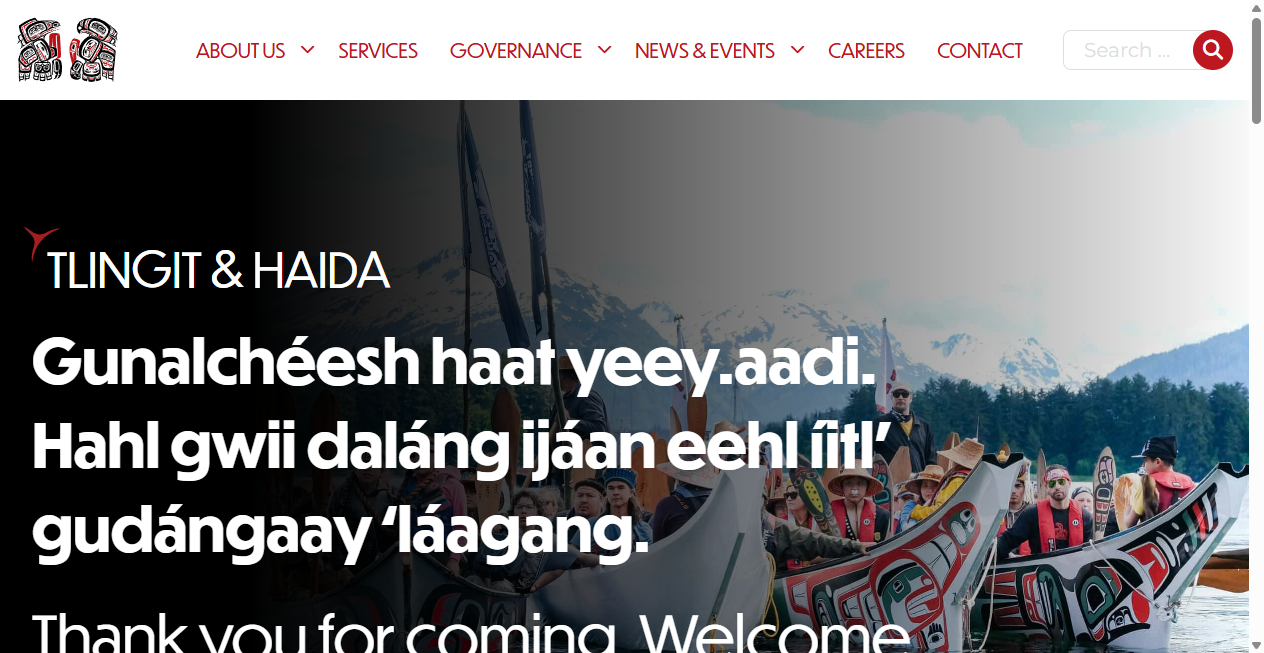 ABOUT US
SERVICES
GOVERNANCE
NEWS & EVENTS
CAREERS
CONTACT
Search ...
TLINGIT & HAIDA
Gunalchéesh haat yeey.aadi.
Hahl gwii daláng ijáan eehl íitl’
gudángaay ‘láagang.
Thank you for coming. Welcome